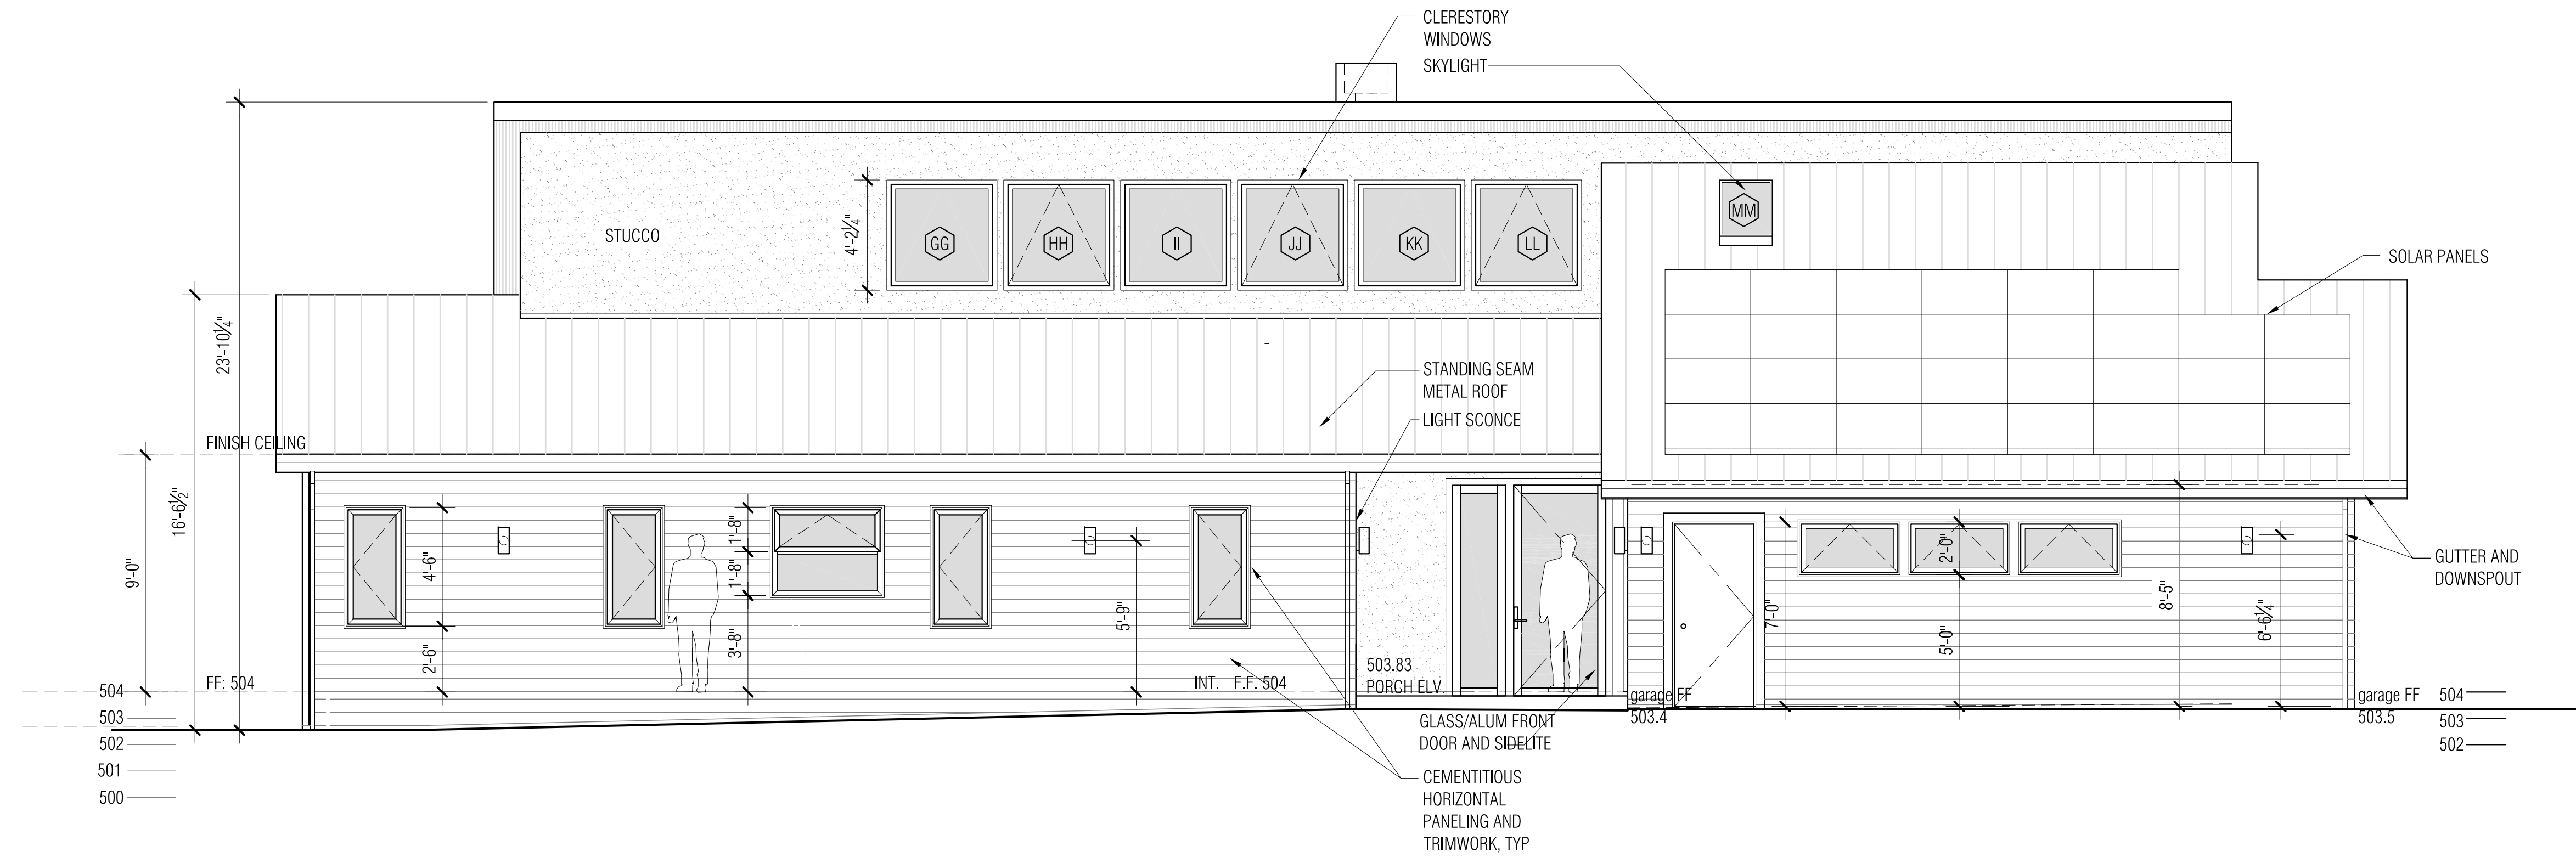 CLERESTORY
WINDOWS
SKYLIGHT
MM
STUCCO
4'-2¼"
GG
HH
II
JJ
KK
LL
SOLAR PANELS
23'-10¼"
16'-6½"
STANDING SEAM
METAL ROOF
LIGHT SCONCE
FINISH CEILING
9'-0"
4'-6"
2'-6"
1'-8"
1'-8"
3'-8"
5'-9"
7'-0"
2'-0"
5'-0"
8'-5"
6'-6¼"
GUTTER AND
DOWNSPOUT
503.83
PORCH ELV.
FF: 504
INT. F.F. 504
garage FF
503.4
garage FF
503.5
504
503
502
501
500
504
503
502
GLASS/ALUM FRONT
DOOR AND SIDELITE
CEMENTITIOUS
HORIZONTAL
PANELING AND
TRIMWORK, TYP